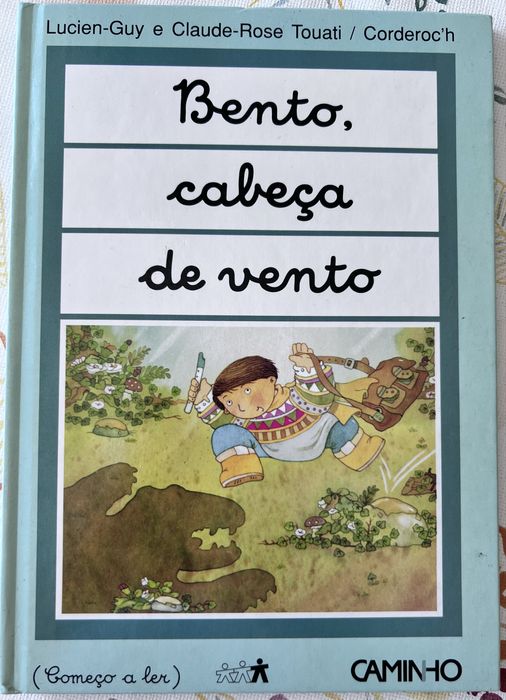 Lucien-Guy e Claude-Rose Touati / Corderoc'h
Bento,
cabeça
de vento
(Começo a ler)
CAMINHO